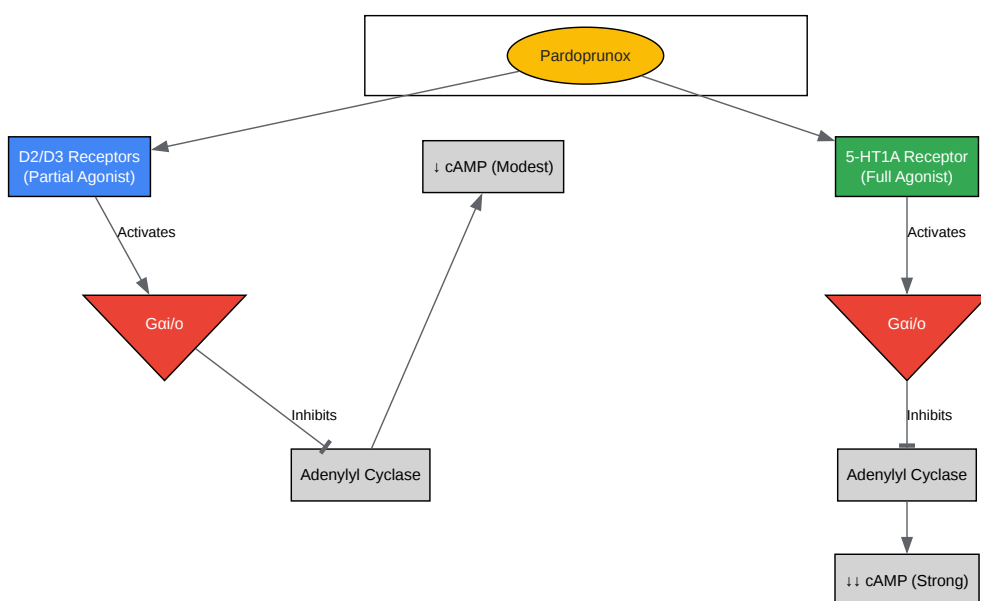 Pardoprunox
D2/D3 Receptors
(Partial Agonist)
↓ cAMP (Modest)
5-HT1A Receptor
(Full Agonist)
Activates
Activates
Gαi/o
Gαi/o
Inhibits
Inhibits
Adenylyl Cyclase
Adenylyl Cyclase
↓↓ cAMP (Strong)